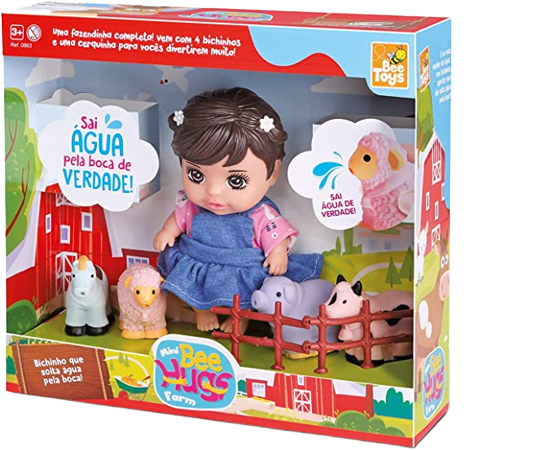 3+
Ref. 0863
Uma fazendinha completa! Vem com 4 bichinhos
e uma cerquinha para vocês divertirem muito!
Bee
Toys
Sai
ÁGUA
pela boca de
VERDADE!
SAI
ÁGUA DE
VERDADE!
Bichinho que
solta água
pela boca!
Mini
Bee
Hugs
Farm